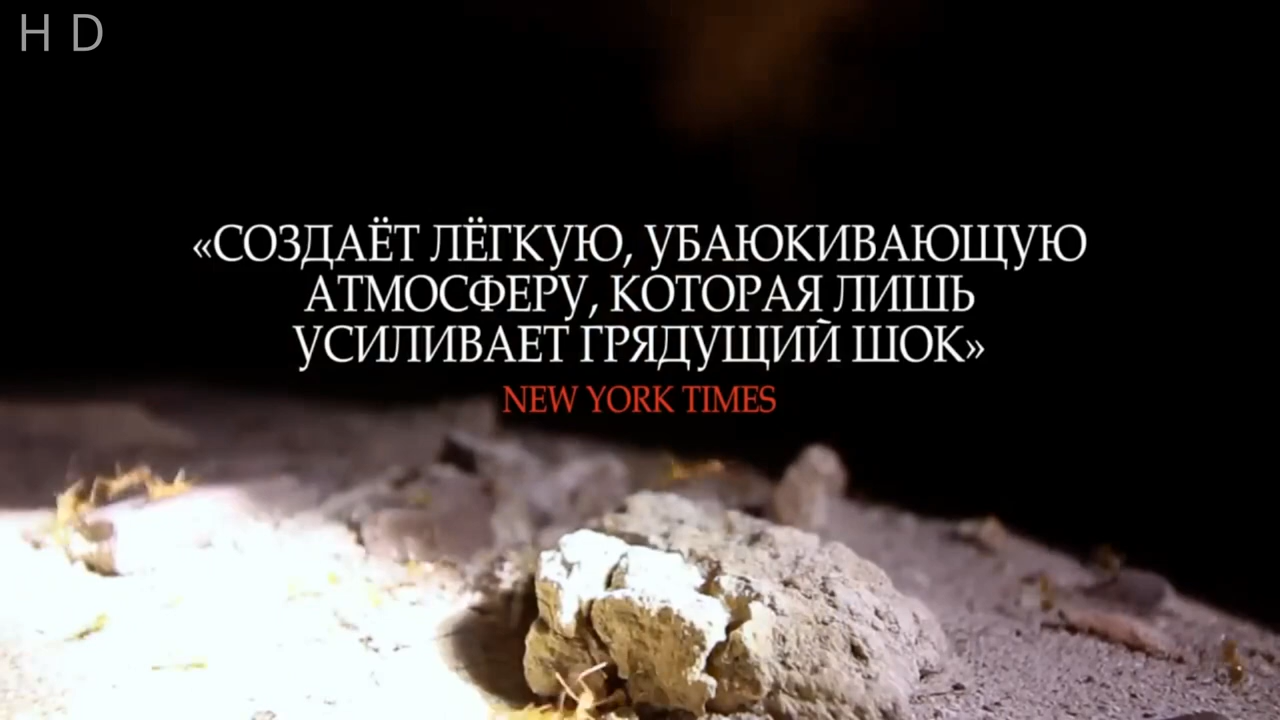 H D
«СОЗДАЁТ ЛЁГКУЮ, УБАЮКИВАЮЩУЮ
АТМОСФЕРУ, КОТОРАЯ ЛИШЬ
УСИЛИВАЕТ ГРЯДУЩИЙ ШОК»
NEW YORK TIMES